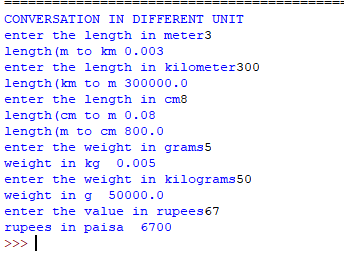 CONVERSATION IN DIFFERENT UNIT
enter the length in meter3
length(m to km 0.003
enter the length in kilometer300
length(km to m 300000.0
enter the length in cm8
length(cm to m 0.08
length(m to cm 800.0
enter the weight in grams5
weight in kg  0.005
enter the weight in kilograms50
weight in g  50000.0
enter the value in rupees67
rupees in paisa  6700
>>>